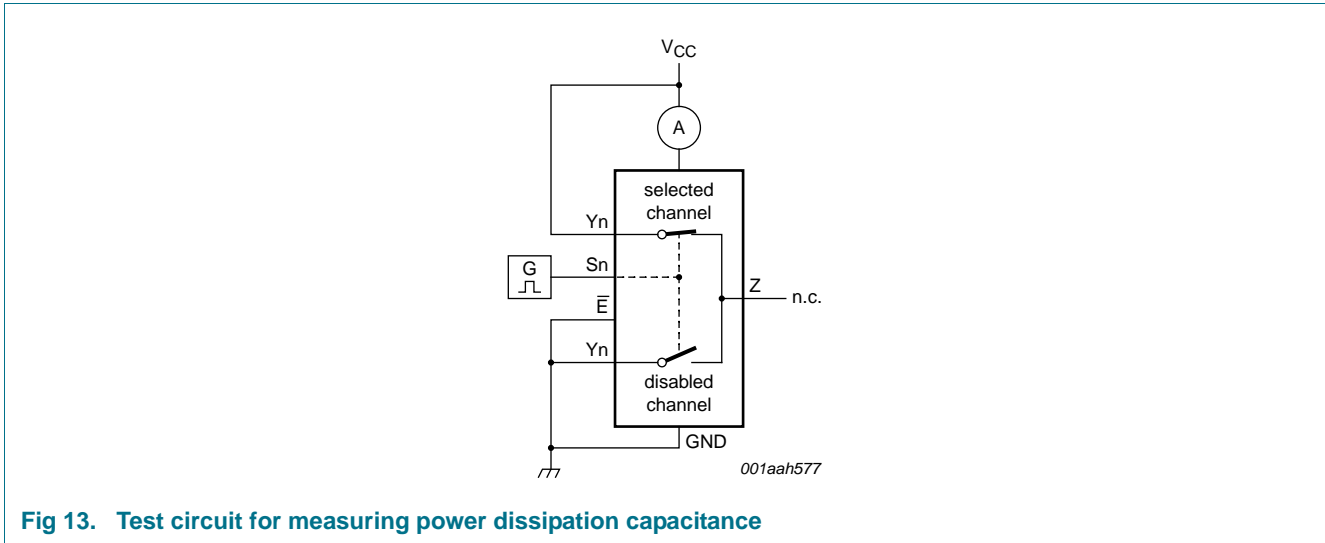 VCC
A
selected
channel
Yn
G
Sn
E̅
Z
n.c.
Yn
disabled
channel
GND
001aah577
Fig 13. Test circuit for measuring power dissipation capacitance